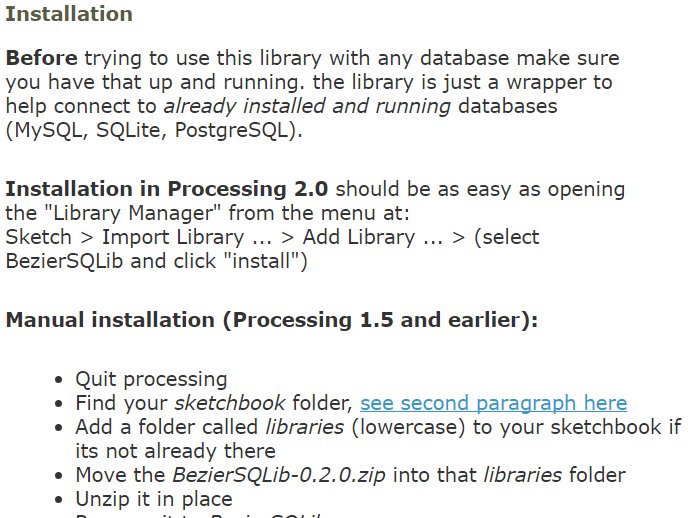 Installation
Before trying to use this library with any database make sure
you have that up and running. the library is just a wrapper to
help connect to already installed and running databases
(MySQL, SQLite, PostgreSQL).
Installation in Processing 2.0 should be as easy as opening
the "Library Manager" from the menu at:
Sketch > Import Library ... > Add Library ... > (select
BezierSQLib and click "install")
Manual installation (Processing 1.5 and earlier):
• Quit processing
• Find your sketchbook folder, see second paragraph here
• Add a folder called libraries (lowercase) to your sketchbook if
its not already there
• Move the BezierSQLib-0.2.0.zip into that libraries folder
• Unzip it in place